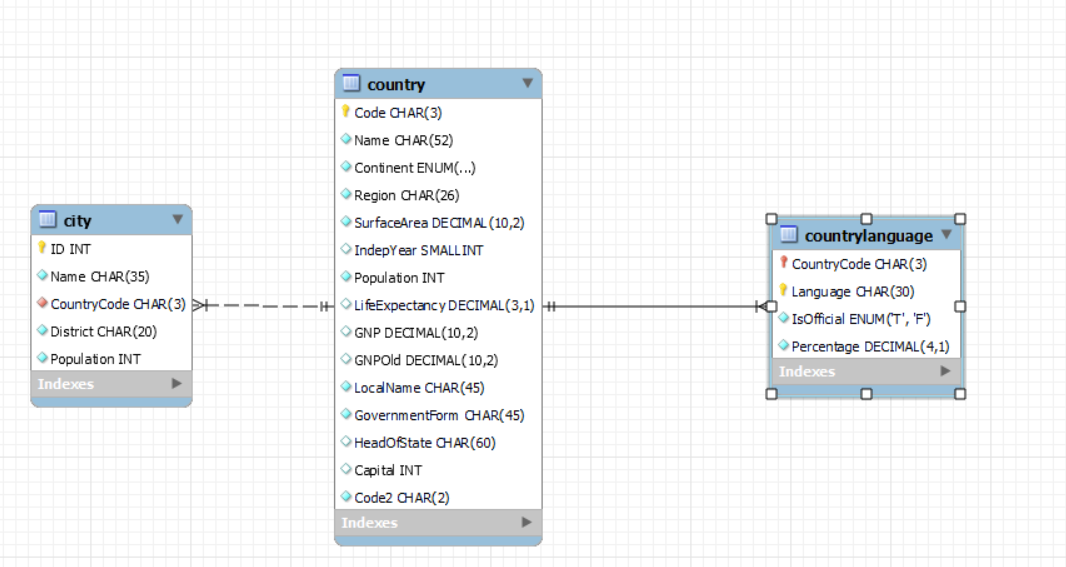 city
ID INT
Name CHAR(35)
CountryCode CHAR(3)
District CHAR(20)
Population INT
Indexes
country
Code CHAR(3)
Name CHAR(52)
Continent ENUM(...)
Region CHAR(26)
SurfaceArea DECIMAL(10,2)
IndepYear SMALLINT
Population INT
LifeExpectancy DECIMAL(3,1)
GNP DECIMAL(10,2)
GNPOld DECIMAL(10,2)
LocalName CHAR(45)
GovernmentForm CHAR(45)
HeadOfState CHAR(60)
Capital INT
Code2 CHAR(2)
Indexes
countrylanguage
CountryCode CHAR(3)
Language CHAR(30)
IsOfficial ENUM('T', 'F')
Percentage DECIMAL(4,1)
Indexes